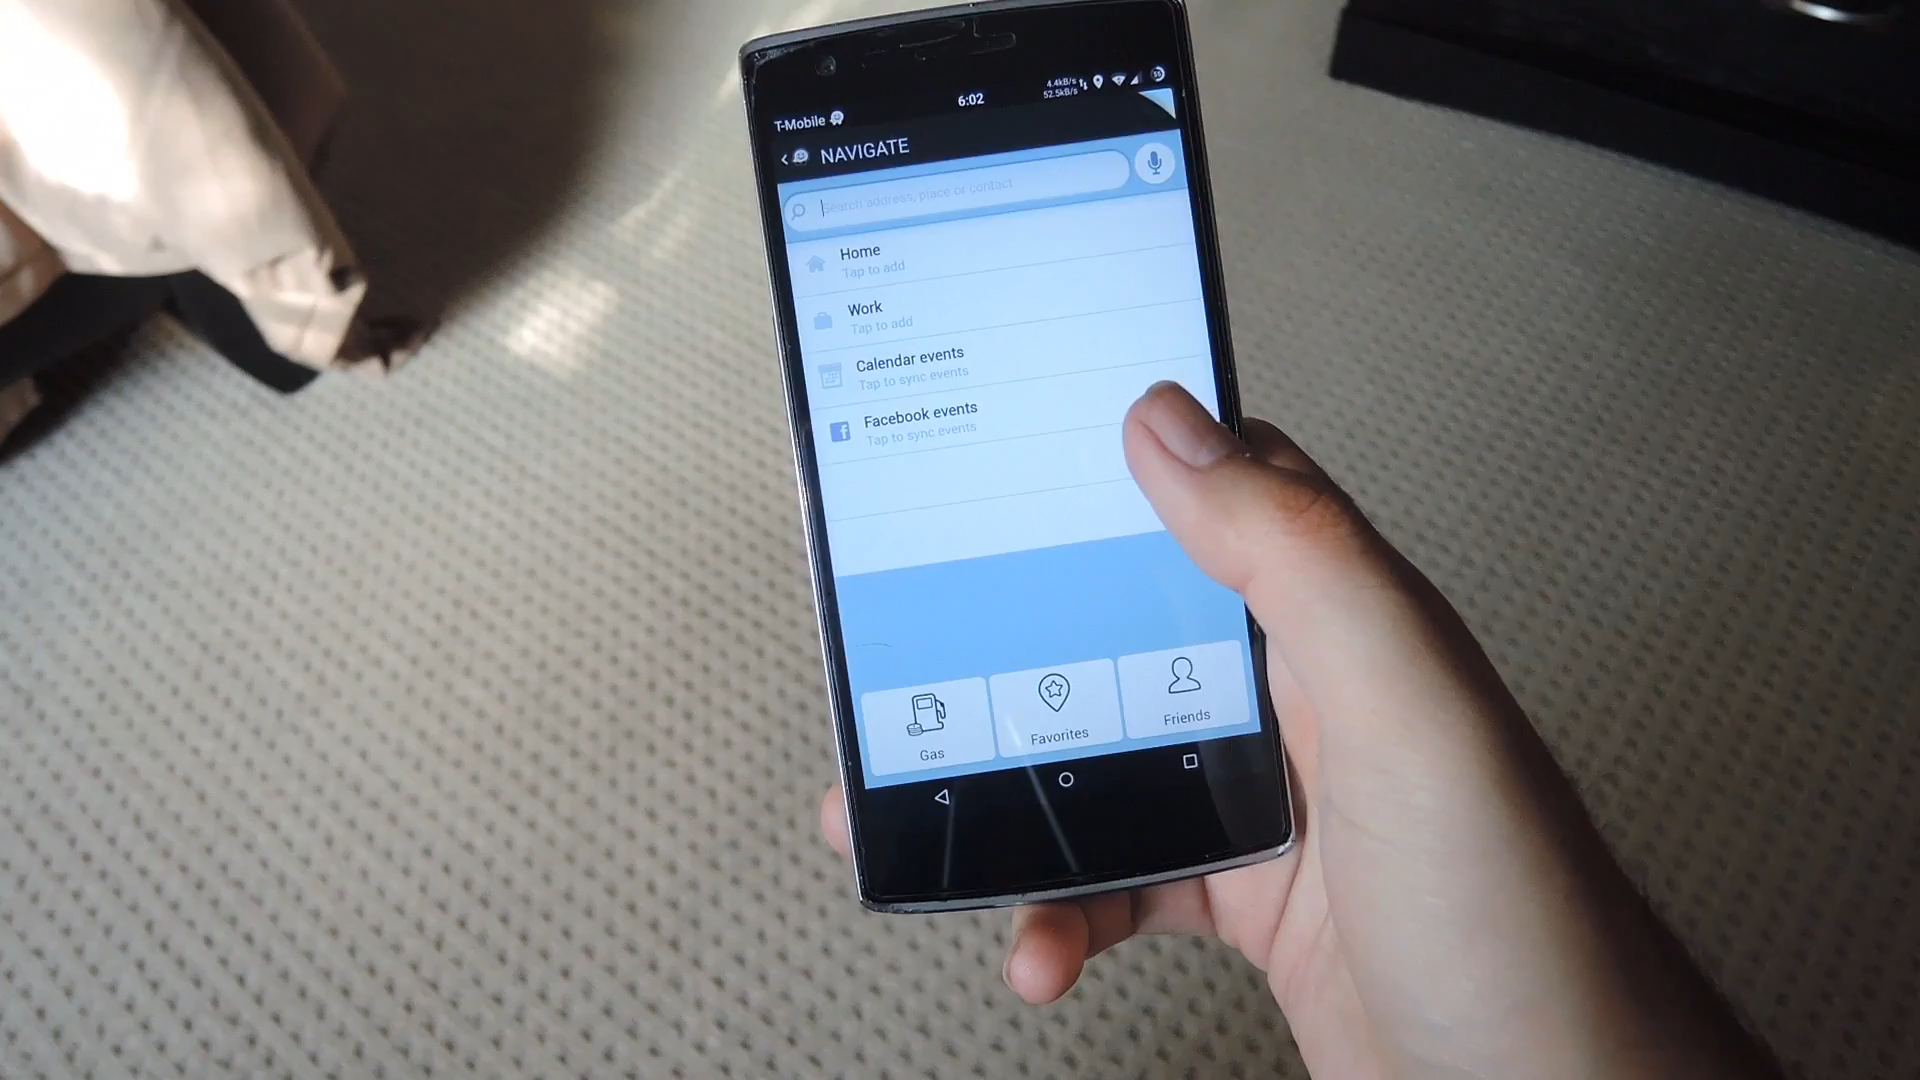 4.4kB/s
52.5kB/s
55
6:02
T-Mobile
NAVIGATE
Search address, place or contact
Home
Tap to add
Work
Tap to add
Calendar events
Tap to sync events
Facebook events
Tap to sync events
Gas
Favorites
Friends